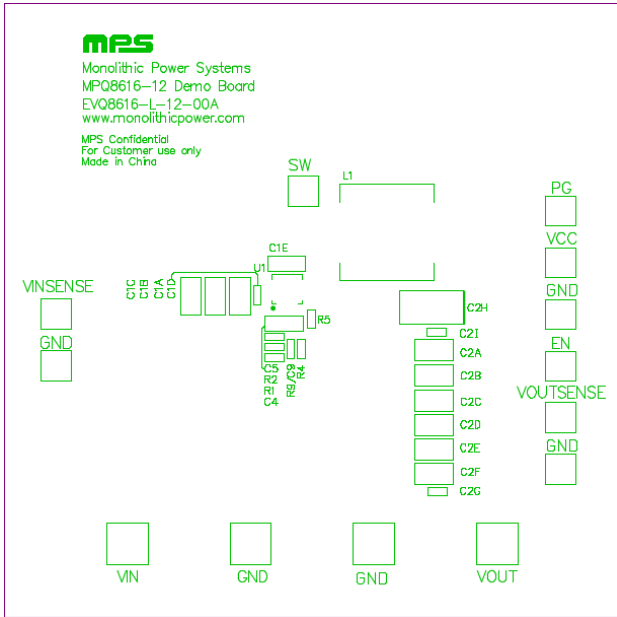 MPS
Monolithic Power Systems
MPQ8616-12 Demo Board
EVQ8616-L-12-00A
www.monolithicpower.com
MPS Confidential
For Customer use only
Made in China
SW
L1
PG
VCC
C1E
U1
C1C
C1B
C1A
C1D
VINSENSE
GND
GND
C2H
R5
C2I
EN
C2A
C5
R2
R1
C4
R9/C9
R4
C2B
VOUTSENSE
C2C
C2D
GND
C2E
C2F
C2G
VIN
GND
GND
VOUT